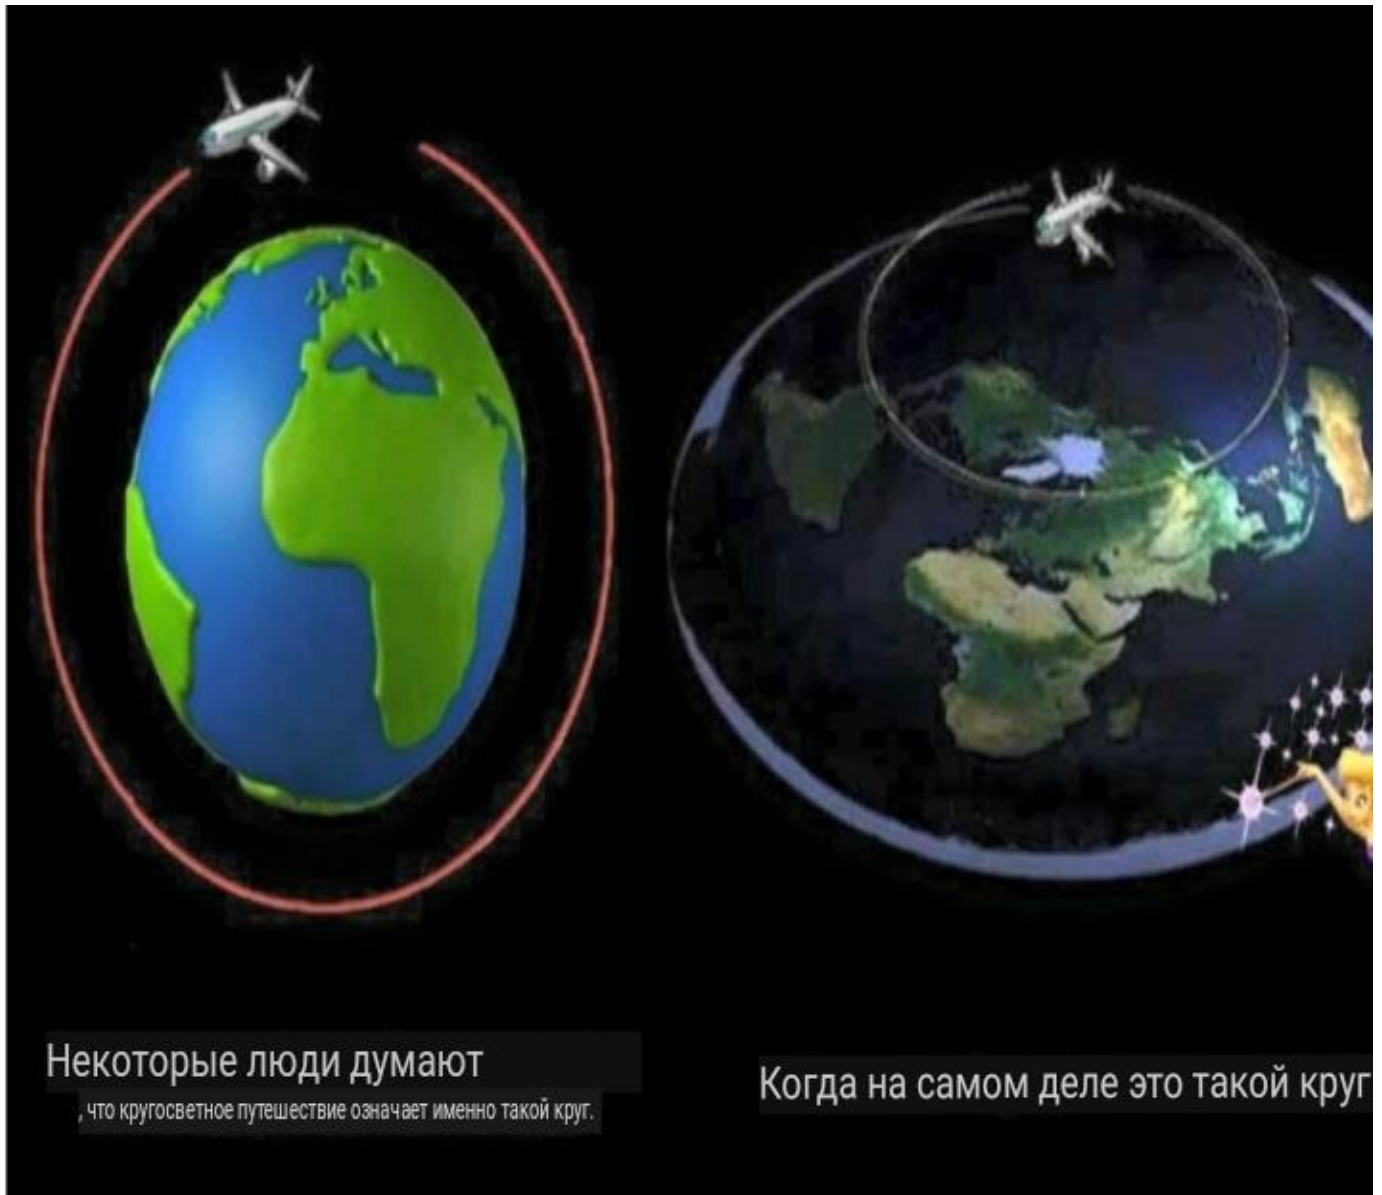 Некоторые люди думают
, что кругосветное путешествие означает именно такой круг.
Когда на самом деле это такой круг